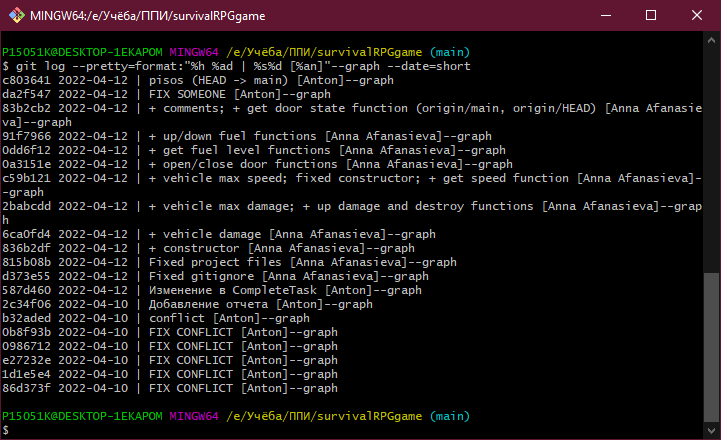 MINGW64:/e/Учёба/ППИ/survivalRPGgame
P15O51K@DESKTOP-1EKAPOM MINGW64 /e/Учёба/ППИ/survivalRPGgame (main)
$ git log --pretty=format:"%h %ad | %s%d [%an]"--graph --date=short
c803641 2022-04-12 | pisos (HEAD -> main) [Anton]--graph
da2f547 2022-04-12 | FIX SOMEONE [Anton]--graph
83b2cb2 2022-04-12 | + comments; + get door state function (origin/main, origin/HEAD) [Anna Afanasie
va]--graph
91f7966 2022-04-12 | + up/down fuel functions [Anna Afanasieva]--graph
0dd6f12 2022-04-12 | + get fuel level functions [Anna Afanasieva]--graph
0a3151e 2022-04-12 | + open/close door functions [Anna Afanasieva]--graph
c59b121 2022-04-12 | + vehicle max speed; fixed constructor; + get speed function [Anna Afanasieva]-
-graph
2babcdd 2022-04-12 | + vehicle max damage; + up damage and destroy functions [Anna Afanasieva]--grap
h
6ca0fd4 2022-04-12 | + vehicle damage [Anna Afanasieva]--graph
836b2df 2022-04-12 | + constructor [Anna Afanasieva]--graph
815b08b 2022-04-12 | Fixed project files [Anna Afanasieva]--graph
d373e55 2022-04-12 | Fixed gitignore [Anna Afanasieva]--graph
587d460 2022-04-12 | Изменение в CompleteTask [Anton]--graph
2c34f06 2022-04-10 | Добавление отчета [Anton]--graph
b32aded 2022-04-10 | conflict [Anton]--graph
0b8f93b 2022-04-10 | FIX CONFLICT [Anton]--graph
0986712 2022-04-10 | FIX CONFLICT [Anton]--graph
e27232e 2022-04-10 | FIX CONFLICT [Anton]--graph
1d1e5e4 2022-04-10 | FIX CONFLICT [Anton]--graph
86d373f 2022-04-10 | FIX CONFLICT [Anton]--graph
P15O51K@DESKTOP-1EKAPOM MINGW64 /e/Учёба/ППИ/survivalRPGgame (main)
$